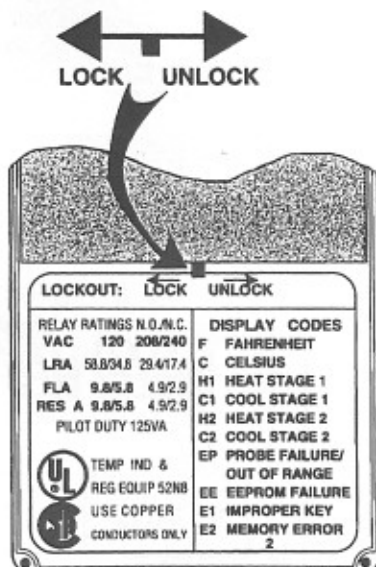 LOCK UNLOCK
LOCKOUT: LOCK UNLOCK
RELAY RATINGS N.O./N.C.
VAC 120 208/240
LRA 58.8/34.8 29.4/17.4
FLA 9.8/5.8 4.9/2.9
RES A 9.8/5.8 4.9/2.9
PILOT DUTY 125VA
UL
TEMP IND &
REG EQUIP 52N8
USE COPPER
CONDUCTORS ONLY
DISPLAY CODES
F FAHRENHEIT
C CELSIUS
H1 HEAT STAGE 1
C1 COOL STAGE 1
H2 HEAT STAGE 2
C2 COOL STAGE 2
EP PROBE FAILURE/
OUT OF RANGE
EE EEPROM FAILURE
E1 IMPROPER KEY
E2 MEMORY ERROR
2